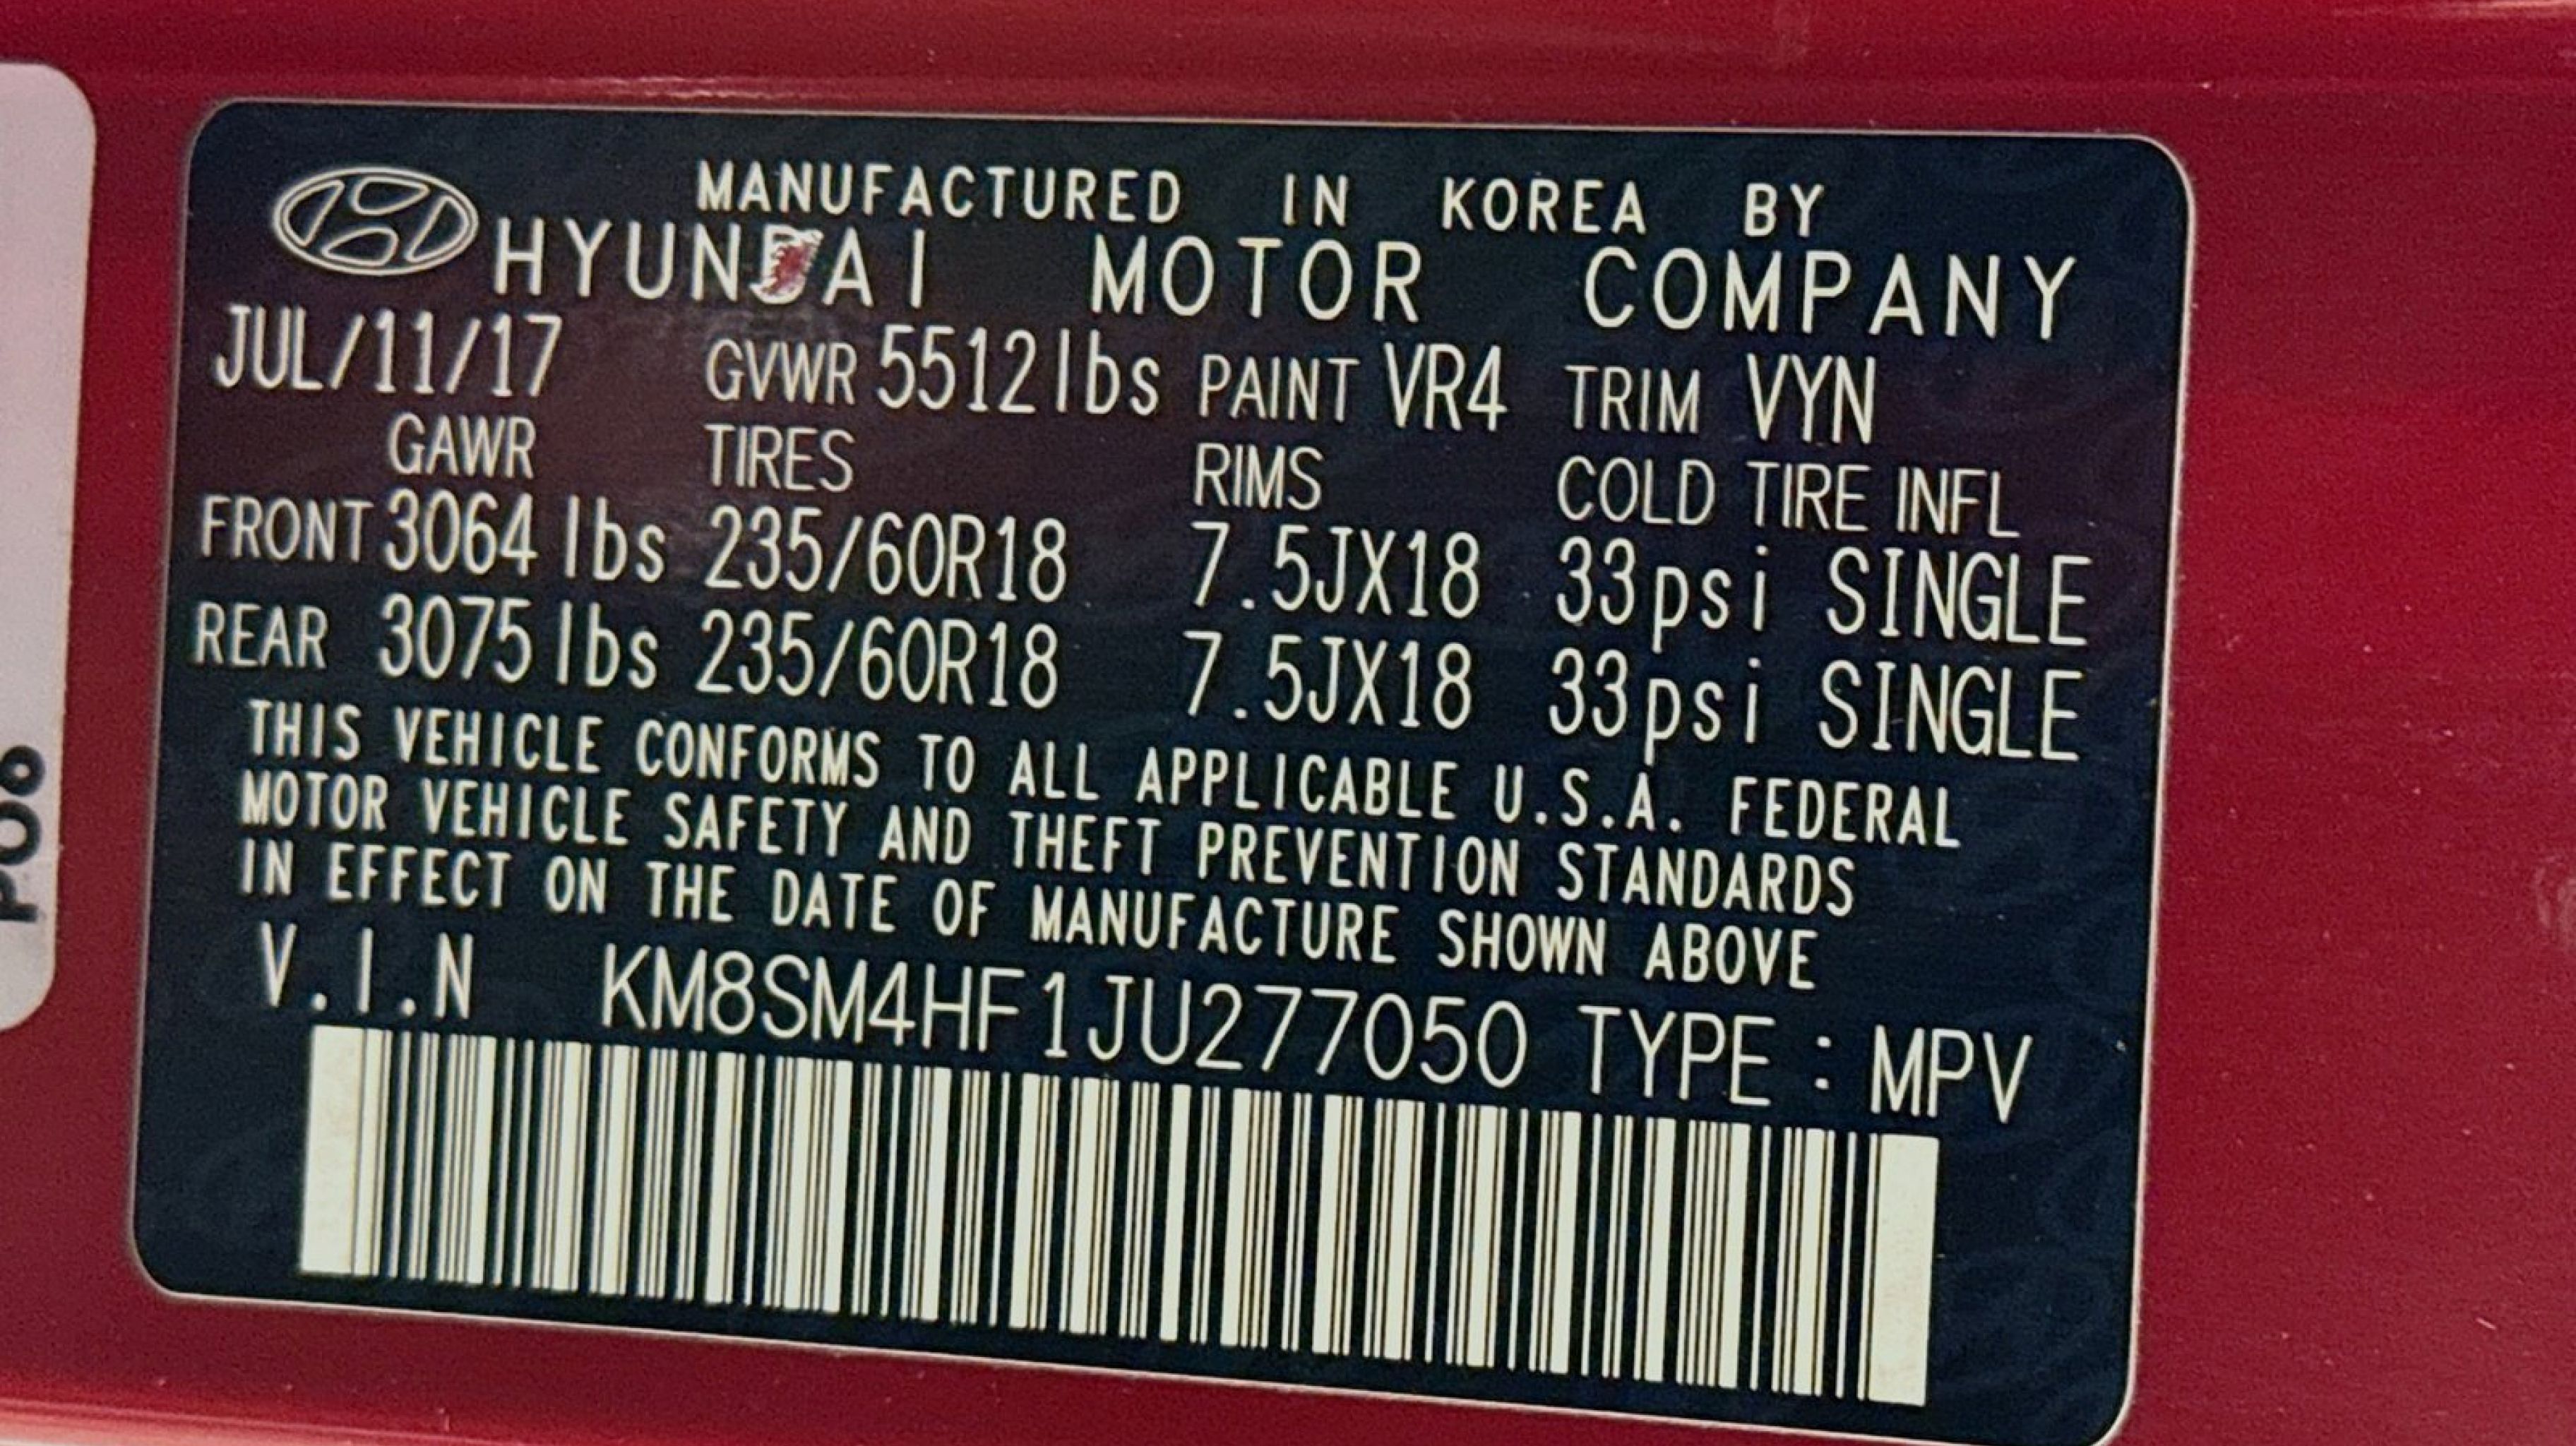 MANUFACTURED IN KOREA BY
HYUNDAI MOTOR COMPANY
JUL/11/17 GVWR 5512lbs PAINT VR4 TRIM VYN
GAWR TIRES RIMS COLD TIRE INFL
FRONT 3064 lbs 235/60R18 7.5JX18 33psi SINGLE
REAR 3075 lbs 235/60R18 7.5JX18 33psi SINGLE
THIS VEHICLE CONFORMS TO ALL APPLICABLE U.S.A. FEDERAL
MOTOR VEHICLE SAFETY AND THEFT PREVENTION STANDARDS
IN EFFECT ON THE DATE OF MANUFACTURE SHOWN ABOVE
V.I.N KM8SM4HF1JU277050 TYPE : MPV